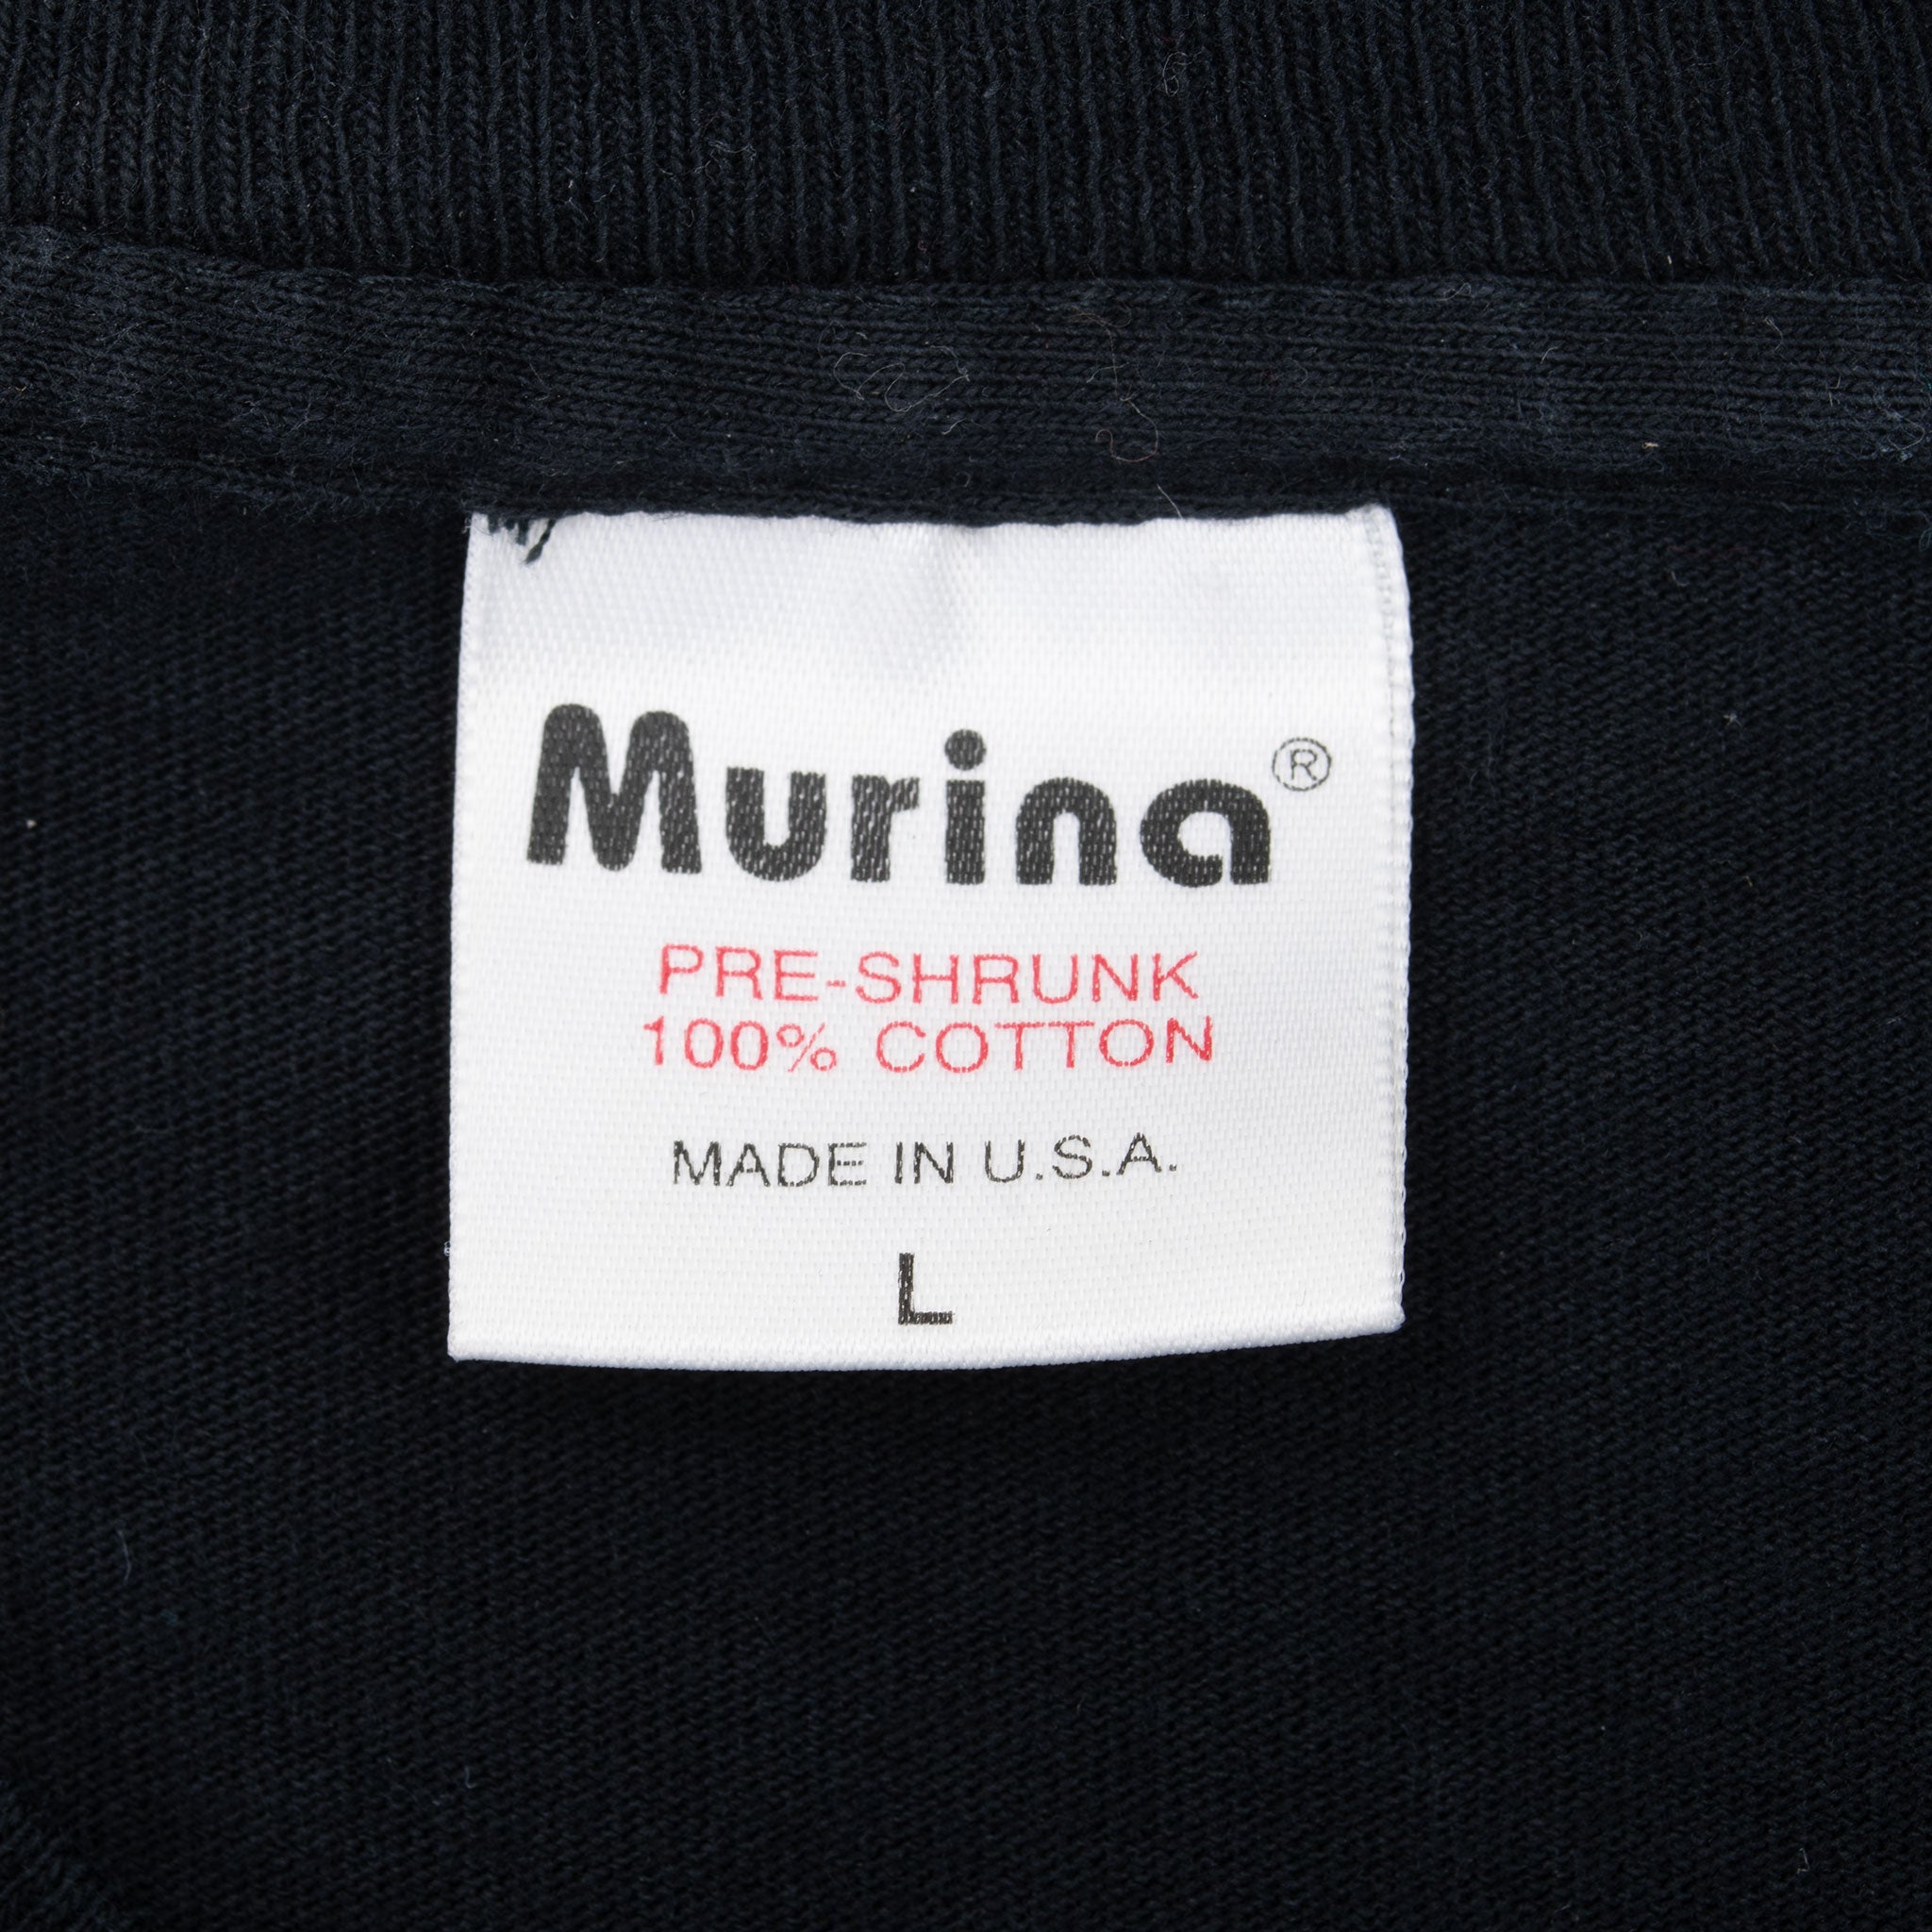 Murina®
PRE-SHRUNK
100% COTTON
MADE IN U.S.A.
L